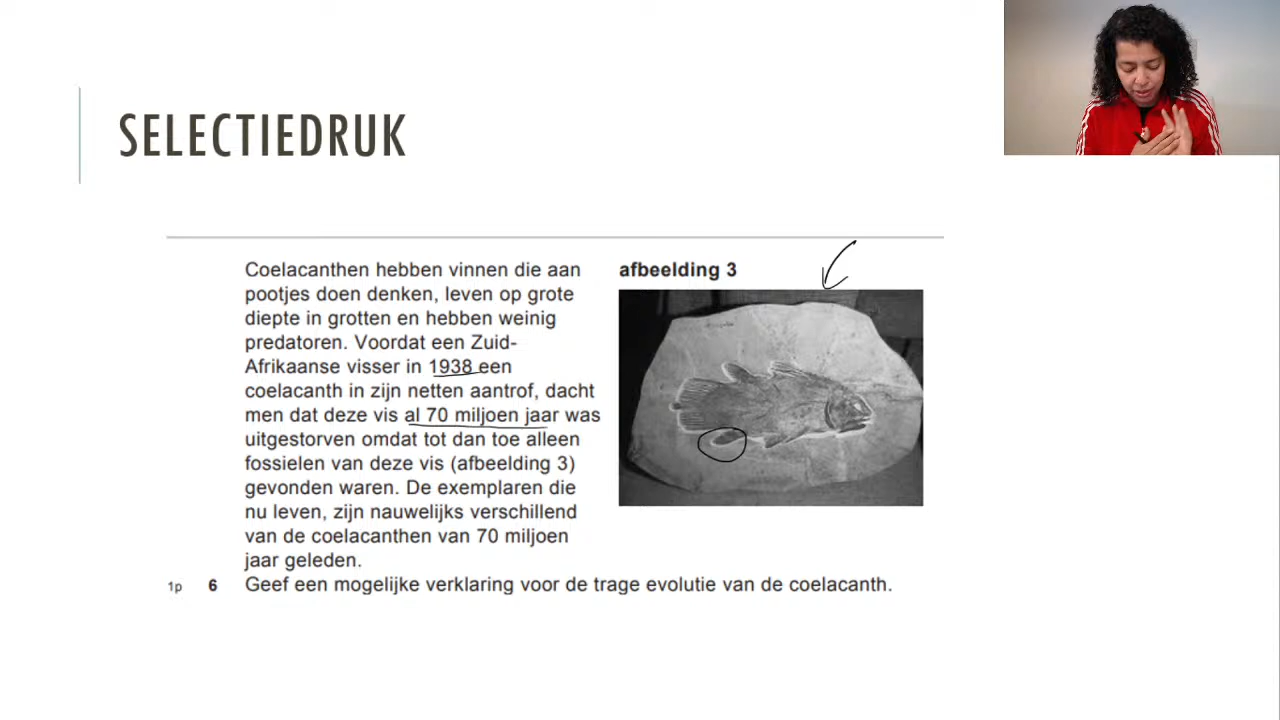 SELECTIEDRUK
Coelacanthen hebben vinnen die aan
pootjes doen denken, leven op grote
diepte in grotten en hebben weinig
predatoren. Voordat een Zuid-
Afrikaanse visser in 1938 een
coelacanth in zijn netten aantrof, dacht
men dat deze vis al 70 miljoen jaar was
uitgestorven omdat tot dan toe alleen
fossielen van deze vis (afbeelding 3)
gevonden waren. De exemplaren die
nu leven, zijn nauwelijks verschillend
van de coelacanthen van 70 miljoen
jaar geleden.
afbeelding 3
1p 6 Geef een mogelijke verklaring voor de trage evolutie van de coelacanth.